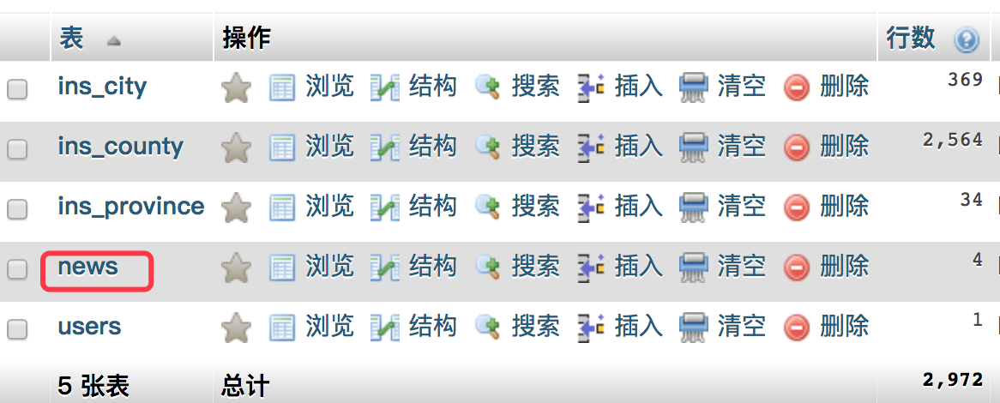 表 操作 行数
ins_city 浏览 结构 搜索 插入 清空 删除 369
ins_county 浏览 结构 搜索 插入 清空 删除 2,564
ins_province 浏览 结构 搜索 插入 清空 删除 34
news 浏览 结构 搜索 插入 清空 删除 4
users 浏览 结构 搜索 插入 清空 删除 1
5 张表 总计 2,972